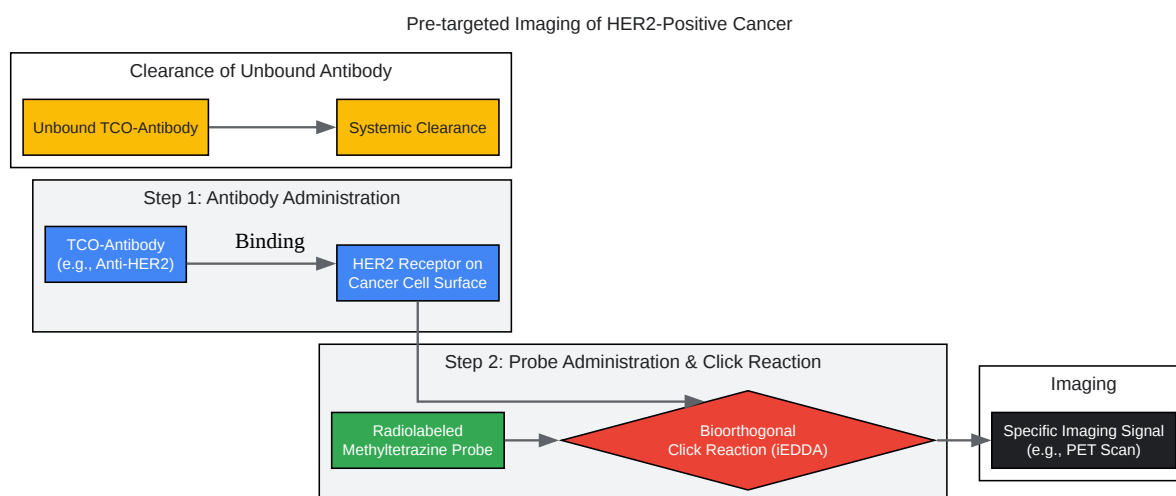 Pre-targeted Imaging of HER2-Positive Cancer
Clearance of Unbound Antibody
Unbound TCO-Antibody
Systemic Clearance
Step 1: Antibody Administration
TCO-Antibody
(e.g., Anti-HER2)
Binding
HER2 Receptor on
Cancer Cell Surface
Step 2: Probe Administration & Click Reaction
Radiolabeled
Methyltetrazine Probe
Bioorthogonal
Click Reaction (iEDDA)
Imaging
Specific Imaging Signal
(e.g., PET Scan)